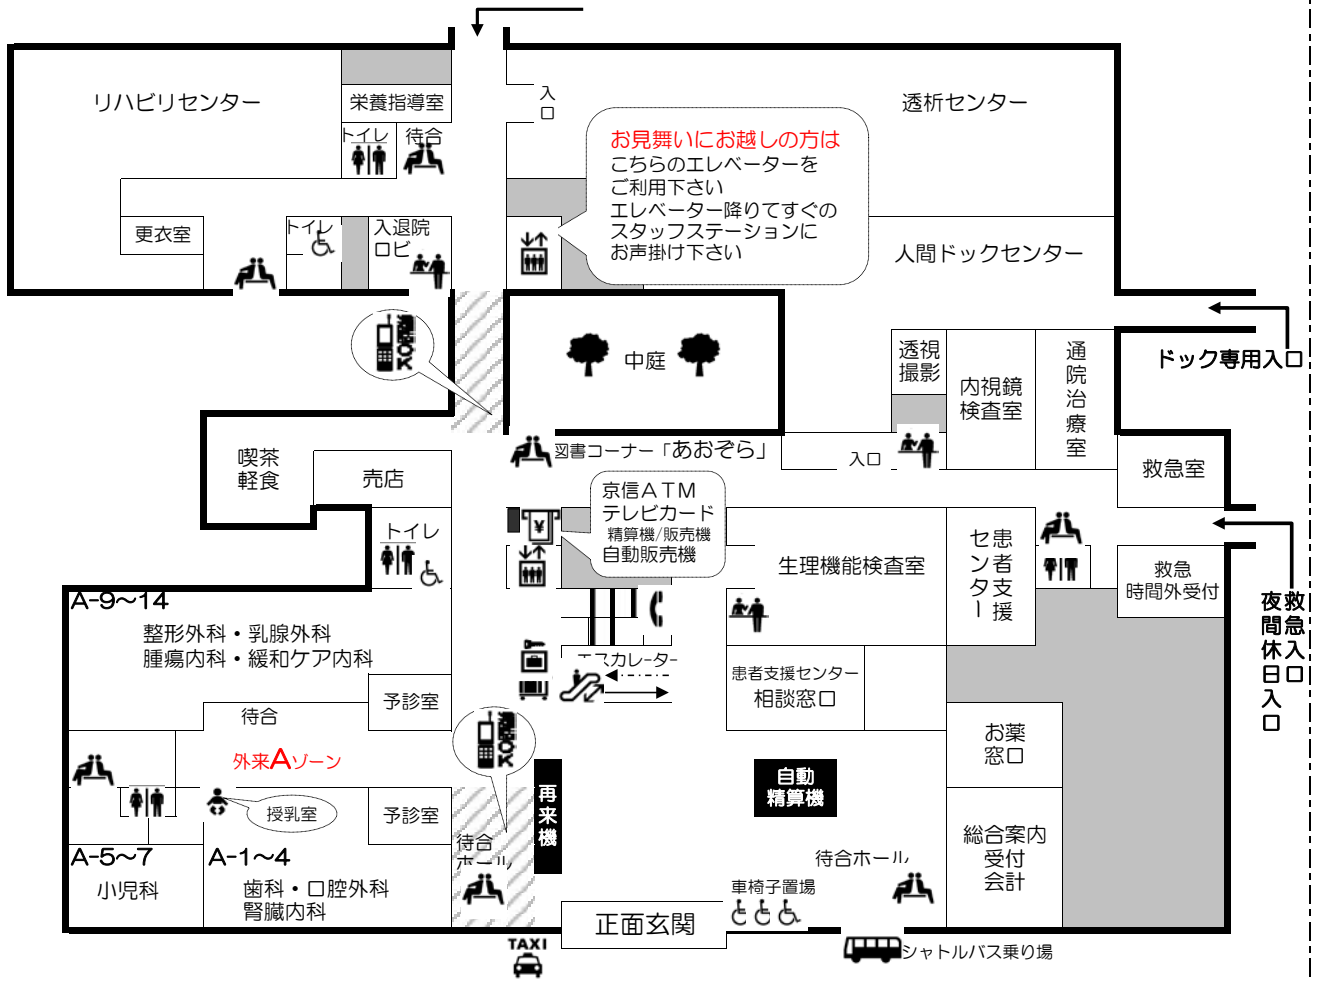 リハビリセンター
栄養指導室
入口
透析センター
トイレ
待合
お見舞いにお越しの方は
こちらのエレベーターを
ご利用下さい
エレベーター降りてすぐの
スタッフステーションに
お声掛け下さい
更衣室
トイレ
入退院
ロビ
人間ドックセンター
ドック専用入口
中庭
透視
撮影
内視鏡
検査室
通院治療室
喫茶
軽食
売店
図書コーナー「あおぞら」
入口
救急室
京信ATM
テレビカード
精算機/販売機
自動販売機
トイレ
生理機能検査室
患者支援
センター
救急
時間外受付
救急入口
夜間休日入口
A-9～14
整形外科・乳腺外科
腫瘍内科・緩和ケア内科
エスカレーター
患者支援センター
相談窓口
予診室
待合
外来Aゾーン
お薬
窓口
再来機
自動
精算機
授乳室
予診室
待合
ホール
A-5～7
小児科
A-1～4
歯科・口腔外科
腎臓内科
待合ホール
総合案内
受付
会計
車椅子置場
正面玄関
TAXI
シャトルバス乗り場